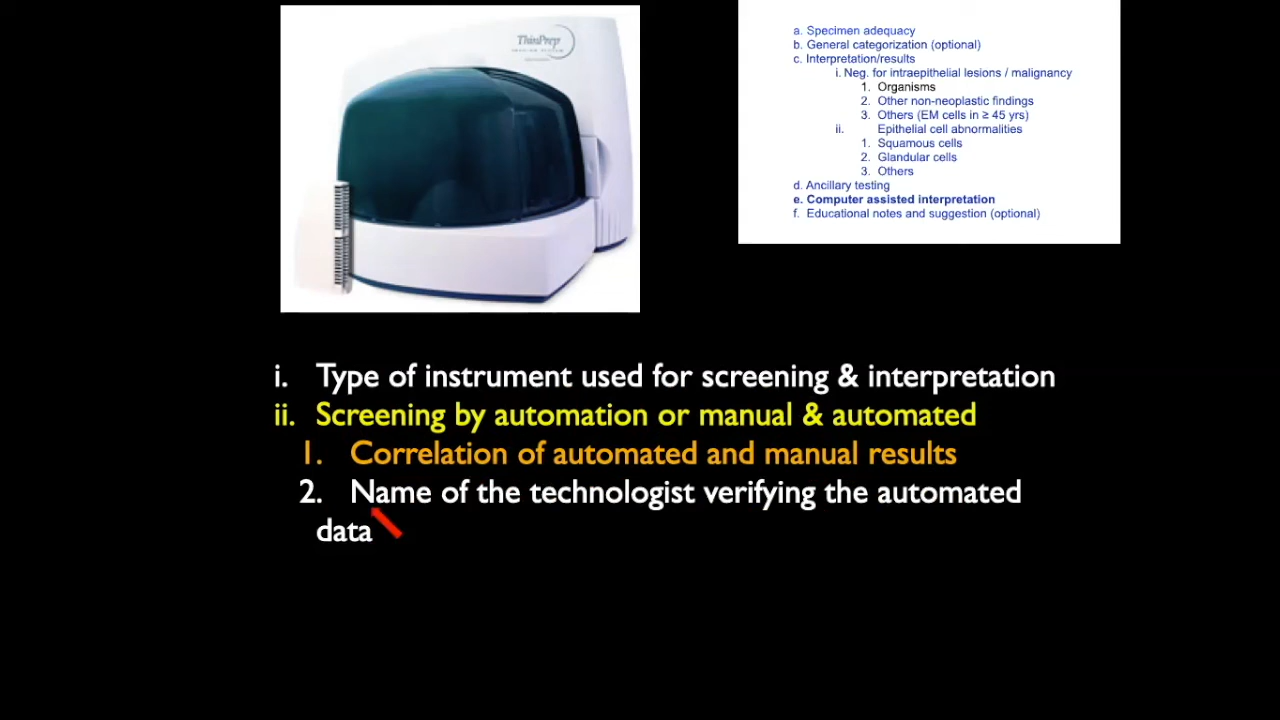 ThinPrep
a. Specimen adequacy
b. General categorization (optional)
c. Interpretation/results
i. Neg. for intraepithelial lesions / malignancy
1. Organisms
2. Other non-neoplastic findings
3. Others (EM cells in ≥ 45 yrs)
ii. Epithelial cell abnormalities
1. Squamous cells
2. Glandular cells
3. Others
d. Ancillary testing
e. Computer assisted interpretation
f. Educational notes and suggestion (optional)
i. Type of instrument used for screening & interpretation
ii. Screening by automation or manual & automated
1. Correlation of automated and manual results
2. Name of the technologist verifying the automated
data